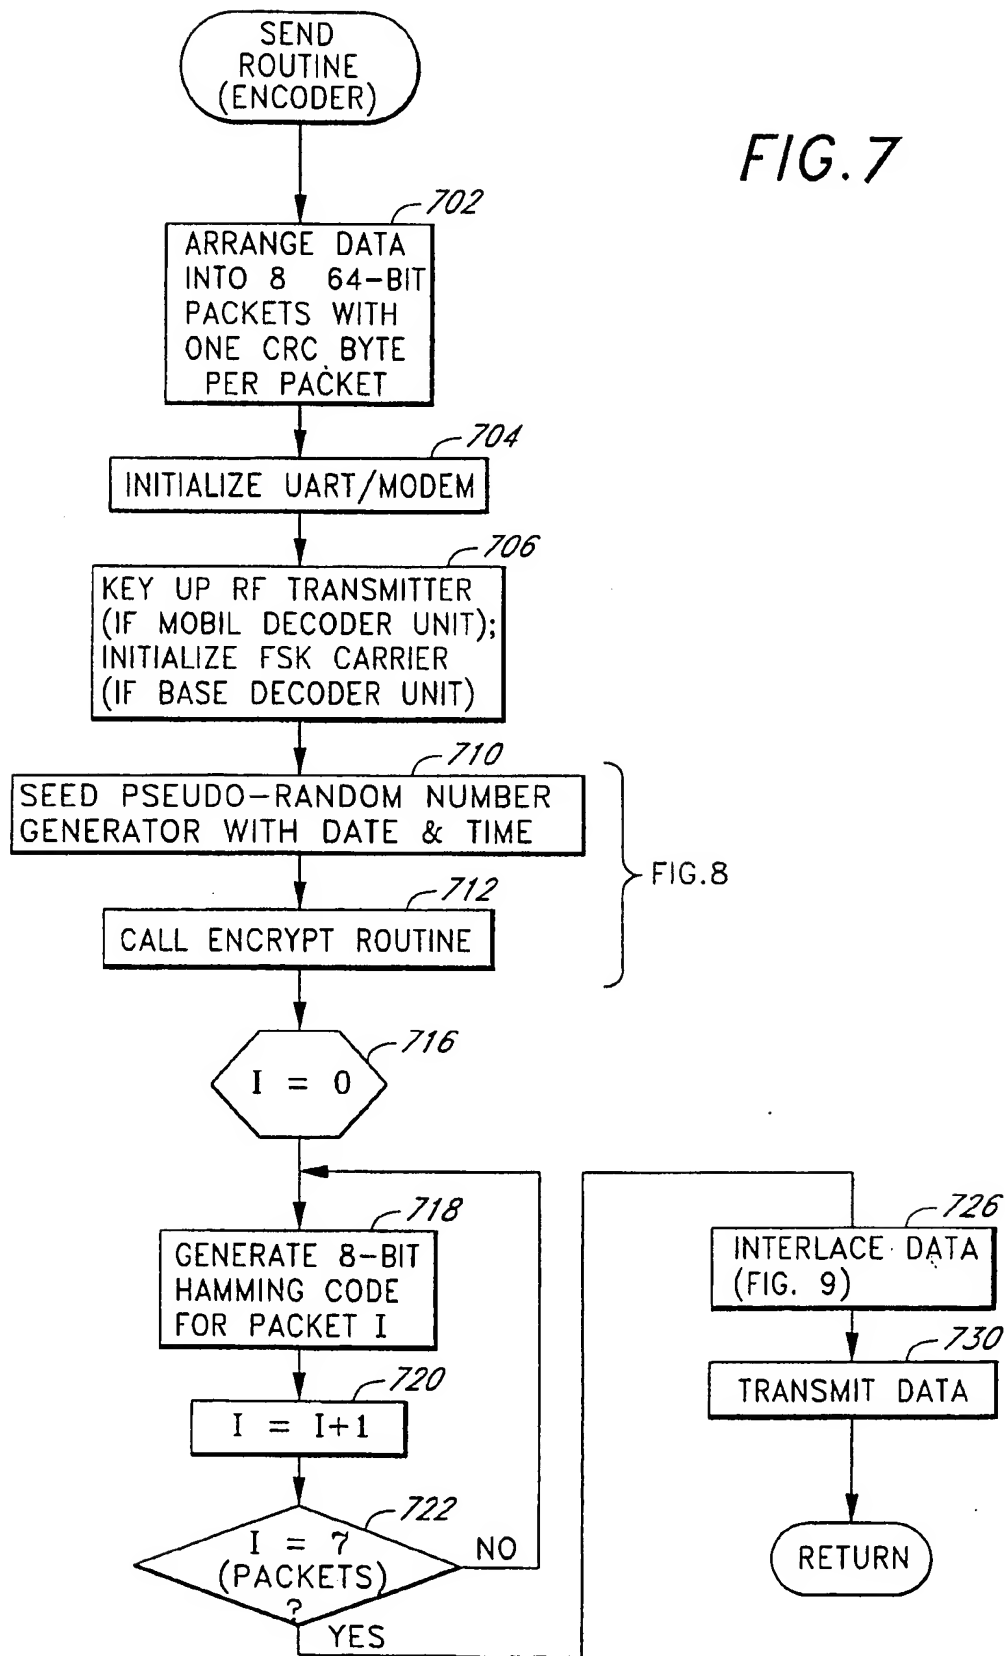 SEND
ROUTINE
(ENCODER)
FIG. 7
702
ARRANGE DATA
INTO 8 64-BIT
PACKETS WITH
ONE CRC BYTE
PER PACKET
704
INITIALIZE UART/MODEM
706
KEY UP RF TRANSMITTER
(IF MOBIL DECODER UNIT);
INITIALIZE FSK CARRIER
(IF BASE DECODER UNIT)
710
SEED PSEUDO-RANDOM NUMBER
GENERATOR WITH DATE & TIME
FIG.8
712
CALL ENCRYPT ROUTINE
716
I = 0
718
GENERATE 8-BIT
HAMMING CODE
FOR PACKET I
720
I = I+1
722
I = 7
(PACKETS)
?
NO
YES
726
INTERLACE DATA
(FIG. 9)
730
TRANSMIT DATA
RETURN